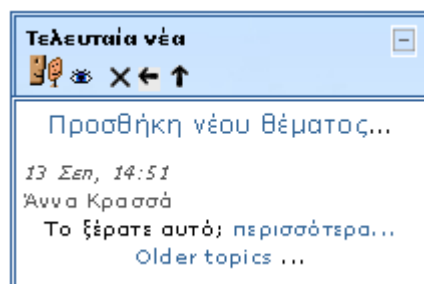 Τελευταία νέα
Προσθήκη νέου θέματος...
13 Σεπ, 14:51
Άννα Κρασσά
Το ξέρατε αυτό; περισσότερα...
Older topics ...